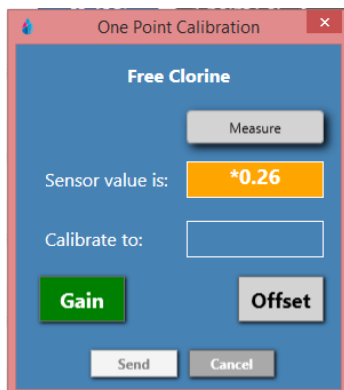 One Point Calibration
Free Clorine
Measure
Sensor value is: *0.26
Calibrate to:
Gain Offset
Send Cancel